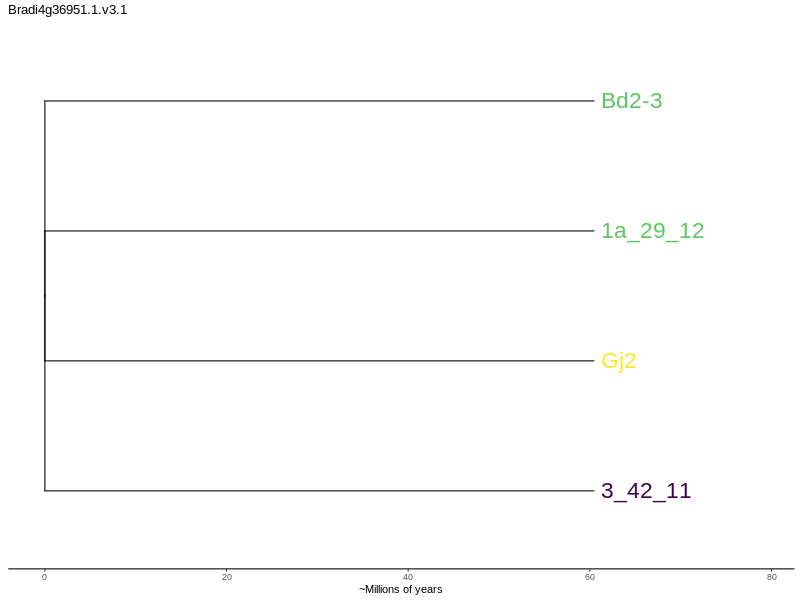 Bradi4g36951.1.v3.1
Bd2-3
1a_29_12
Gj2
3_42_11
0 20 40 60 80
~Millions of years